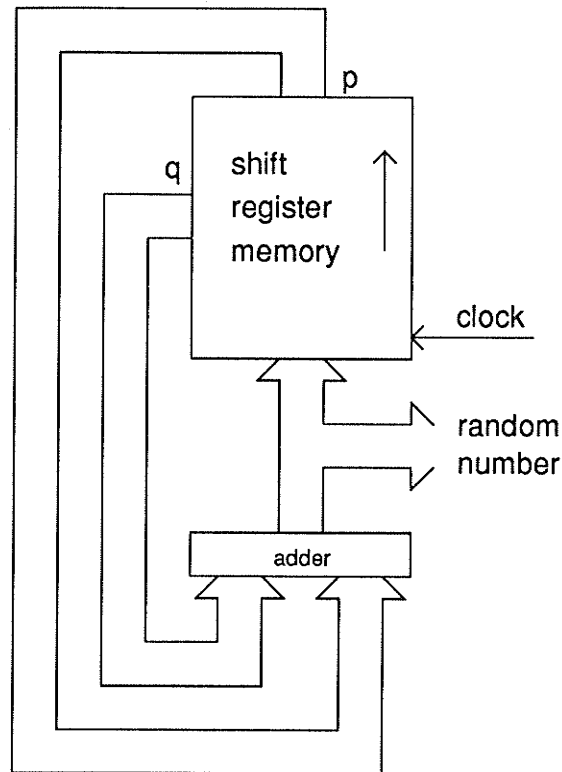 p
q
shift
register
memory
clock
random
number
adder